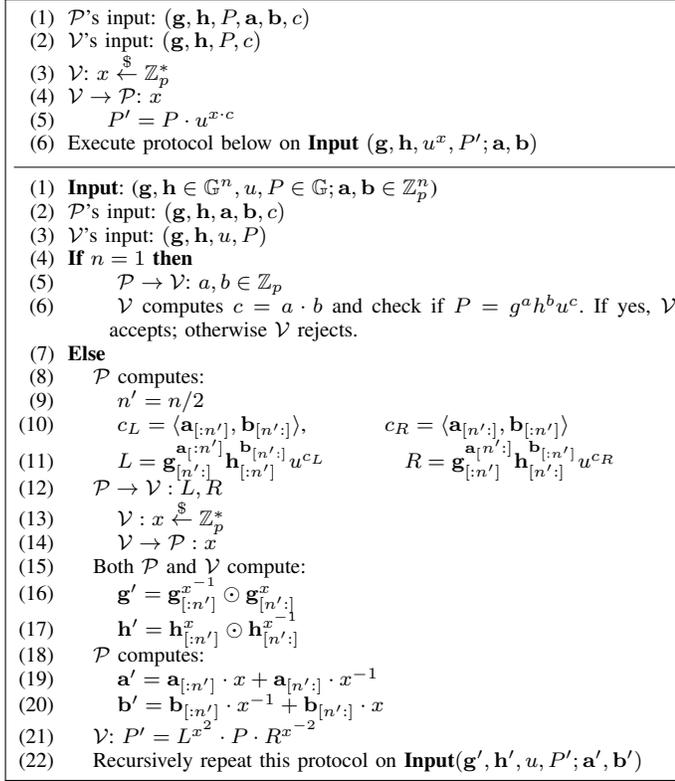 (1) 𝒫's input: (𝐠, 𝐡, P, 𝐚, 𝐛, c)
(2) 𝒱's input: (𝐠, 𝐡, P, c)
(3) 𝒱: x $← ℤ_p^*
(4) 𝒱 → 𝒫: x
(5) P′ = P · u^{x·c}
(6) Execute protocol below on Input (𝐠, 𝐡, u^x, P′; 𝐚, 𝐛)
(1) Input: (𝐠, 𝐡 ∈ 𝔾^n, u, P ∈ 𝔾; 𝐚, 𝐛 ∈ ℤ_p^n)
(2) 𝒫's input: (𝐠, 𝐡, 𝐚, 𝐛, c)
(3) 𝒱's input: (𝐠, 𝐡, u, P)
(4) If n = 1 then
(5) 𝒫 → 𝒱: a, b ∈ ℤ_p
(6) 𝒱 computes c = a · b and check if P = g^a h^b u^c. If yes, 𝒱
accepts; otherwise 𝒱 rejects.
(7) Else
(8) 𝒫 computes:
(9) n′ = n/2
(10) c_L = ⟨𝐚_{[:n′]}, 𝐛_{[n′:]}⟩, c_R = ⟨𝐚_{[n′:]}, 𝐛_{[:n′]}⟩
(11) L = 𝐠_{[n′:]}^{𝐚_{[:n′]}} 𝐡_{[:n′]}^{𝐛_{[n′:]}} u^{c_L} R = 𝐠_{[:n′]}^{𝐚_{[n′:]}} 𝐡_{[n′:]}^{𝐛_{[:n′]}} u^{c_R}
(12) 𝒫 → 𝒱 : L, R
(13) 𝒱 : x $← ℤ_p^*
(14) 𝒱 → 𝒫 : x
(15) Both 𝒫 and 𝒱 compute:
(16) 𝐠′ = 𝐠_{[:n′]}^{x^{-1}} ⊙ 𝐠_{[n′:]}^x
(17) 𝐡′ = 𝐡_{[:n′]}^x ⊙ 𝐡_{[n′:]}^{x^{-1}}
(18) 𝒫 computes:
(19) 𝐚′ = 𝐚_{[:n′]} · x + 𝐚_{[n′:]} · x^{-1}
(20) 𝐛′ = 𝐛_{[:n′]} · x^{-1} + 𝐛_{[n′:]} · x
(21) 𝒱: P′ = L^{x^2} · P · R^{x^{-2}}
(22) Recursively repeat this protocol on Input(𝐠′, 𝐡′, u, P′; 𝐚′, 𝐛′)